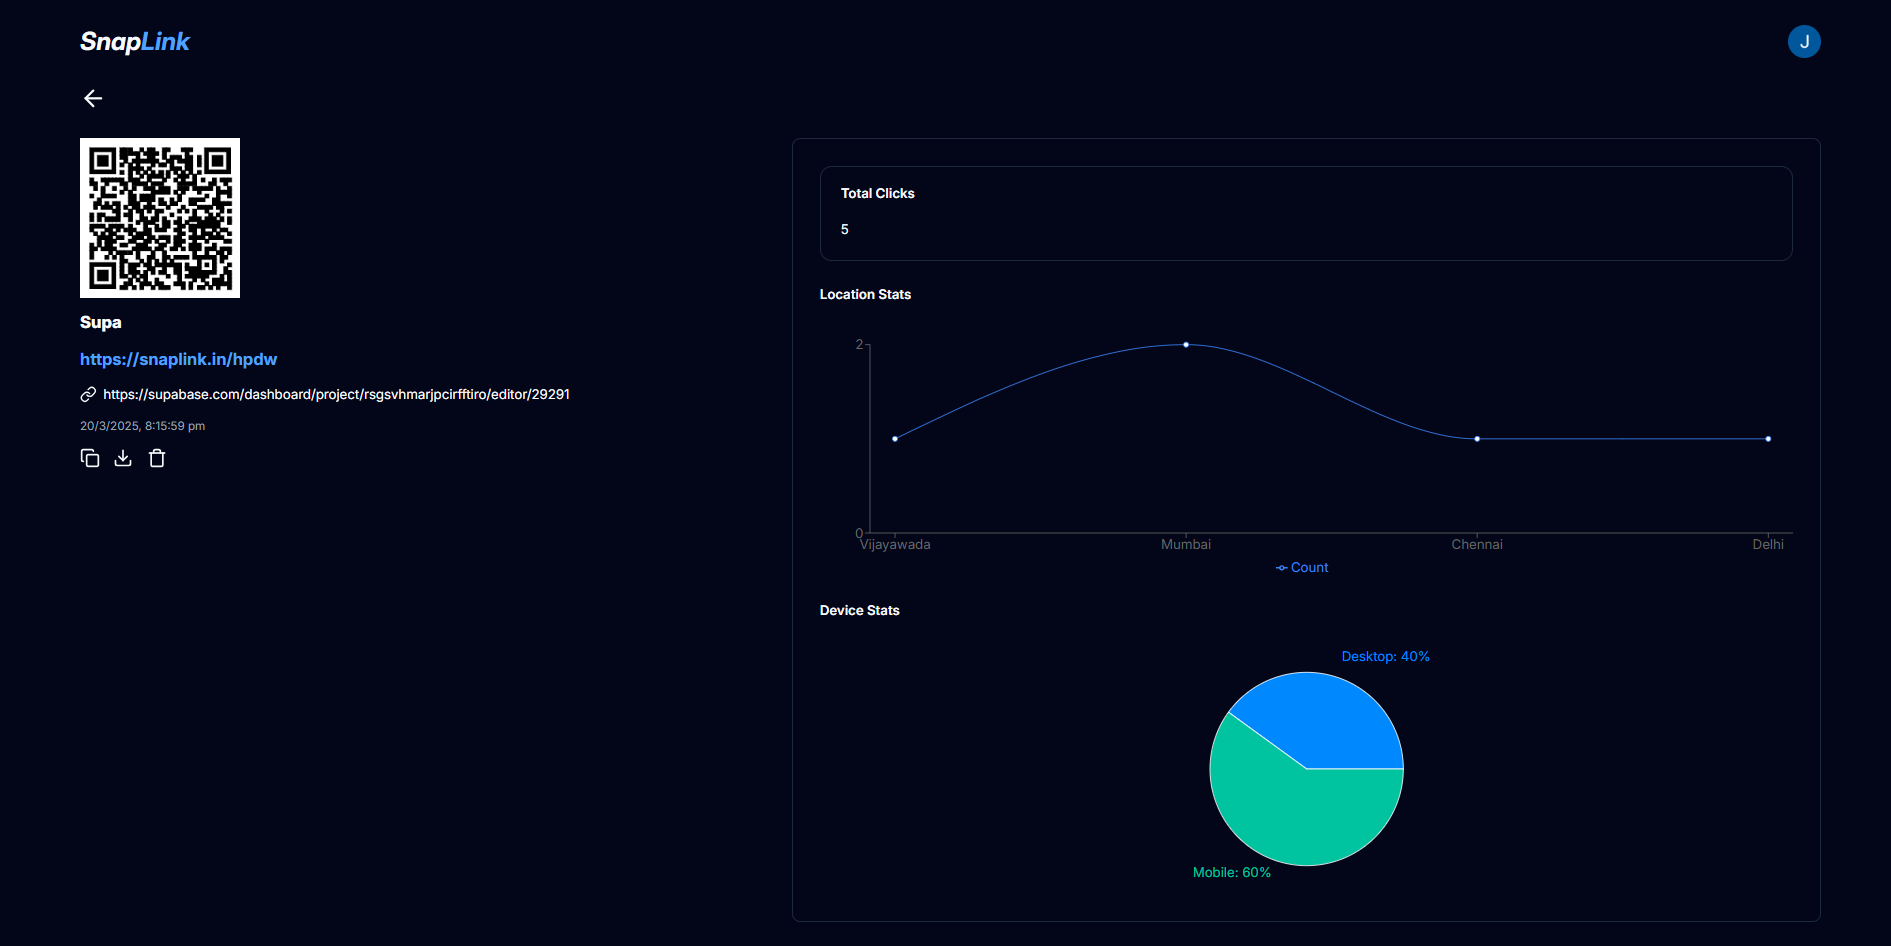 SnapLink
J
Supa
https://snaplink.in/hpdw
https://supabase.com/dashboard/project/rsgsvhmarjpcirfftiro/editor/29291
20/3/2025, 8:15:59 pm
Total Clicks
5
Location Stats
2
0
Vijayawada Mumbai Chennai Delhi
Count
Device Stats
Desktop: 40%
Mobile: 60%